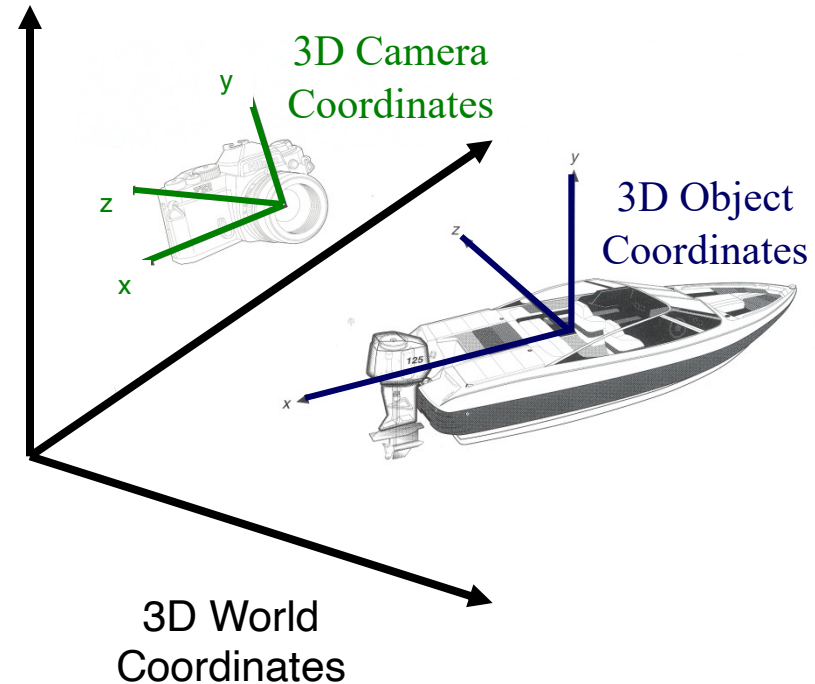 3D Camera
Coordinates
y
z
x
y
3D Object
Coordinates
z
125
x
3D World
Coordinates